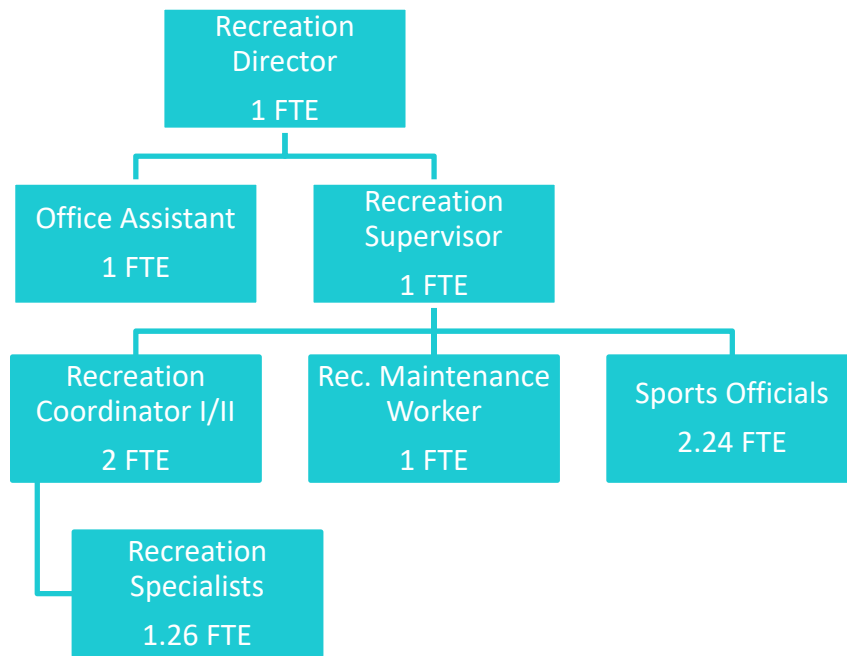 Recreation
Director
1 FTE
Office Assistant
1 FTE
Recreation
Supervisor
1 FTE
Recreation
Coordinator I/II
2 FTE
Rec. Maintenance
Worker
1 FTE
Sports Officials
2.24 FTE
Recreation
Specialists
1.26 FTE